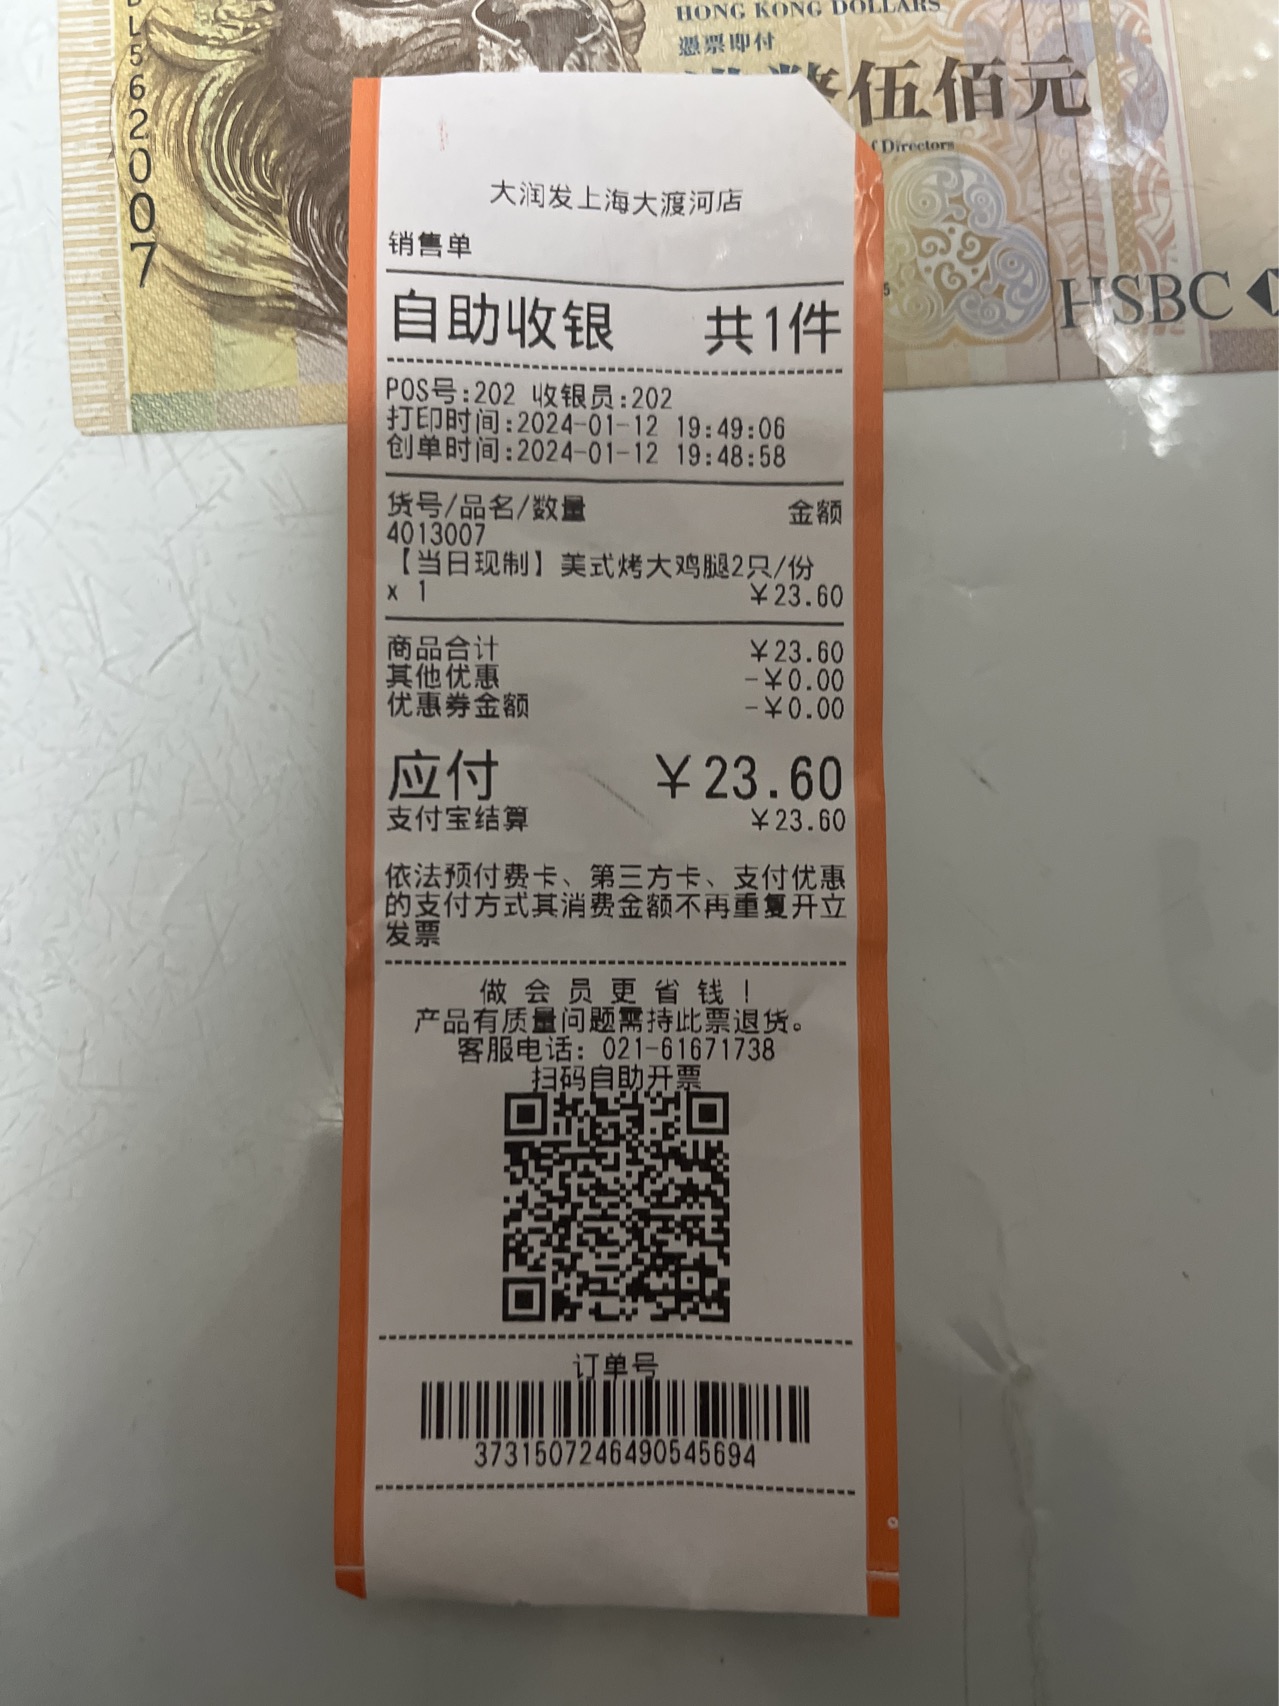 HONG KONG DOLLARS
憑票即付
伍佰元
f Directors
L562007
HSBC
大润发上海大渡河店
销售单
自助收银 共1件
POS号:202 收银员:202
打印时间:2024-01-12 19:49:06
创单时间:2024-01-12 19:48:58
货号/品名/数量 金额
4013007
【当日现制】美式烤大鸡腿2只/份
x 1 ￥23.60
商品合计 ￥23.60
其他优惠 -￥0.00
优惠券金额 -￥0.00
应付 ￥23.60
支付宝结算 ￥23.60
依法预付费卡、第三方卡、支付优惠
的支付方式其消费金额不再重复开立
发票
做会员更省钱！
产品有质量问题需持此票退货。
客服电话：021-61671738
扫码自助开票
订单号
3731507246490545694